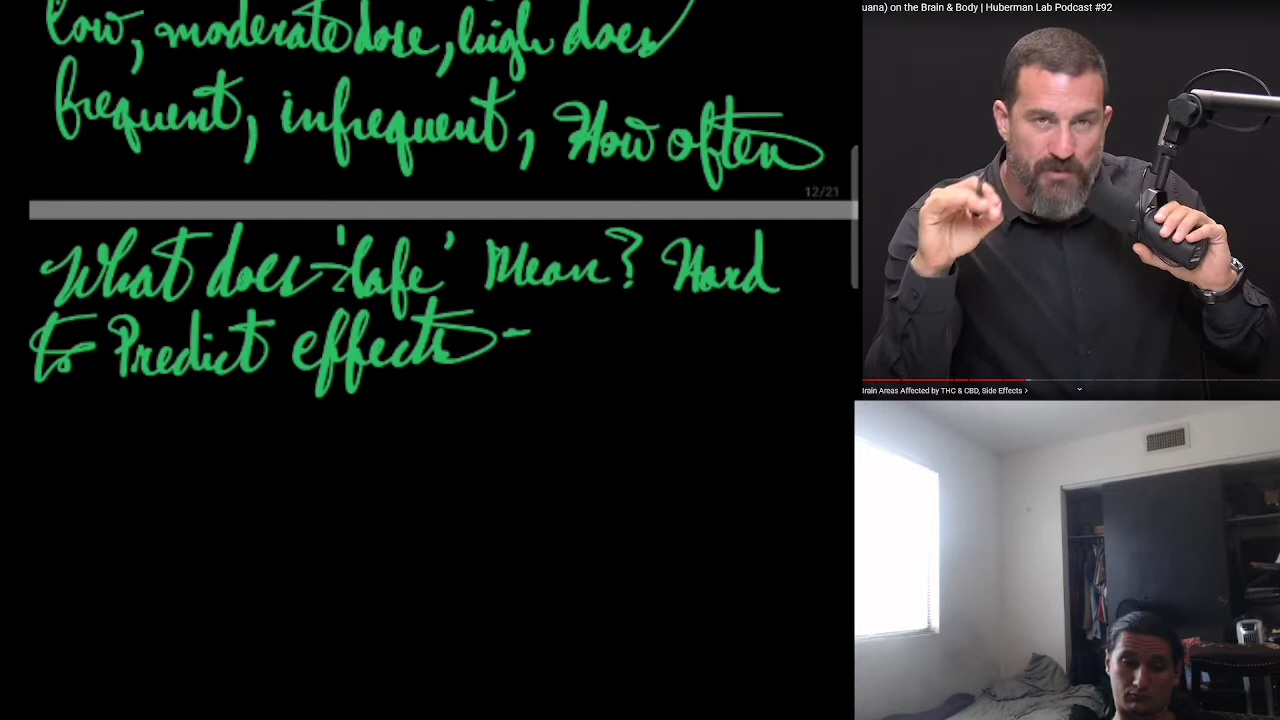 low, moderate dose, high does
frequent, infrequent, How often
12/21
What does 'safe' Mean? Hard
to Predict effects -
uana) on the Brain & Body | Huberman Lab Podcast #92
Brain Areas Affected by THC & CBD, Side Effects >